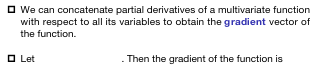 We can concatenate partial derivatives of a multivariate function
with respect to all its variables to obtain the gradient vector of
the function.
Let . Then the gradient of the function is